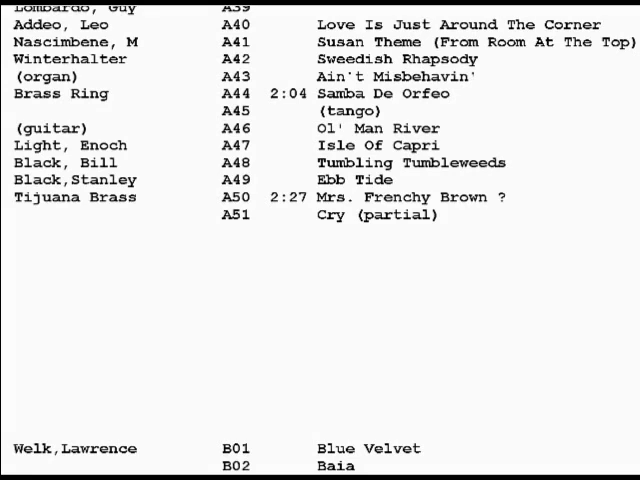 Lombardo, Guy A39
Addeo, Leo A40 Love Is Just Around The Corner
Nascimbene, M A41 Susan Theme (From Room At The Top)
Winterhalter A42 Sweedish Rhapsody
(organ) A43 Ain't Misbehavin'
Brass Ring A44 2:04 Samba De Orfeo
A45 (tango)
(guitar) A46 Ol' Man River
Light, Enoch A47 Isle Of Capri
Black, Bill A48 Tumbling Tumbleweeds
Black,Stanley A49 Ebb Tide
Tijuana Brass A50 2:27 Mrs. Frenchy Brown ?
A51 Cry (partial)
Welk,Lawrence B01 Blue Velvet
B02 Baia